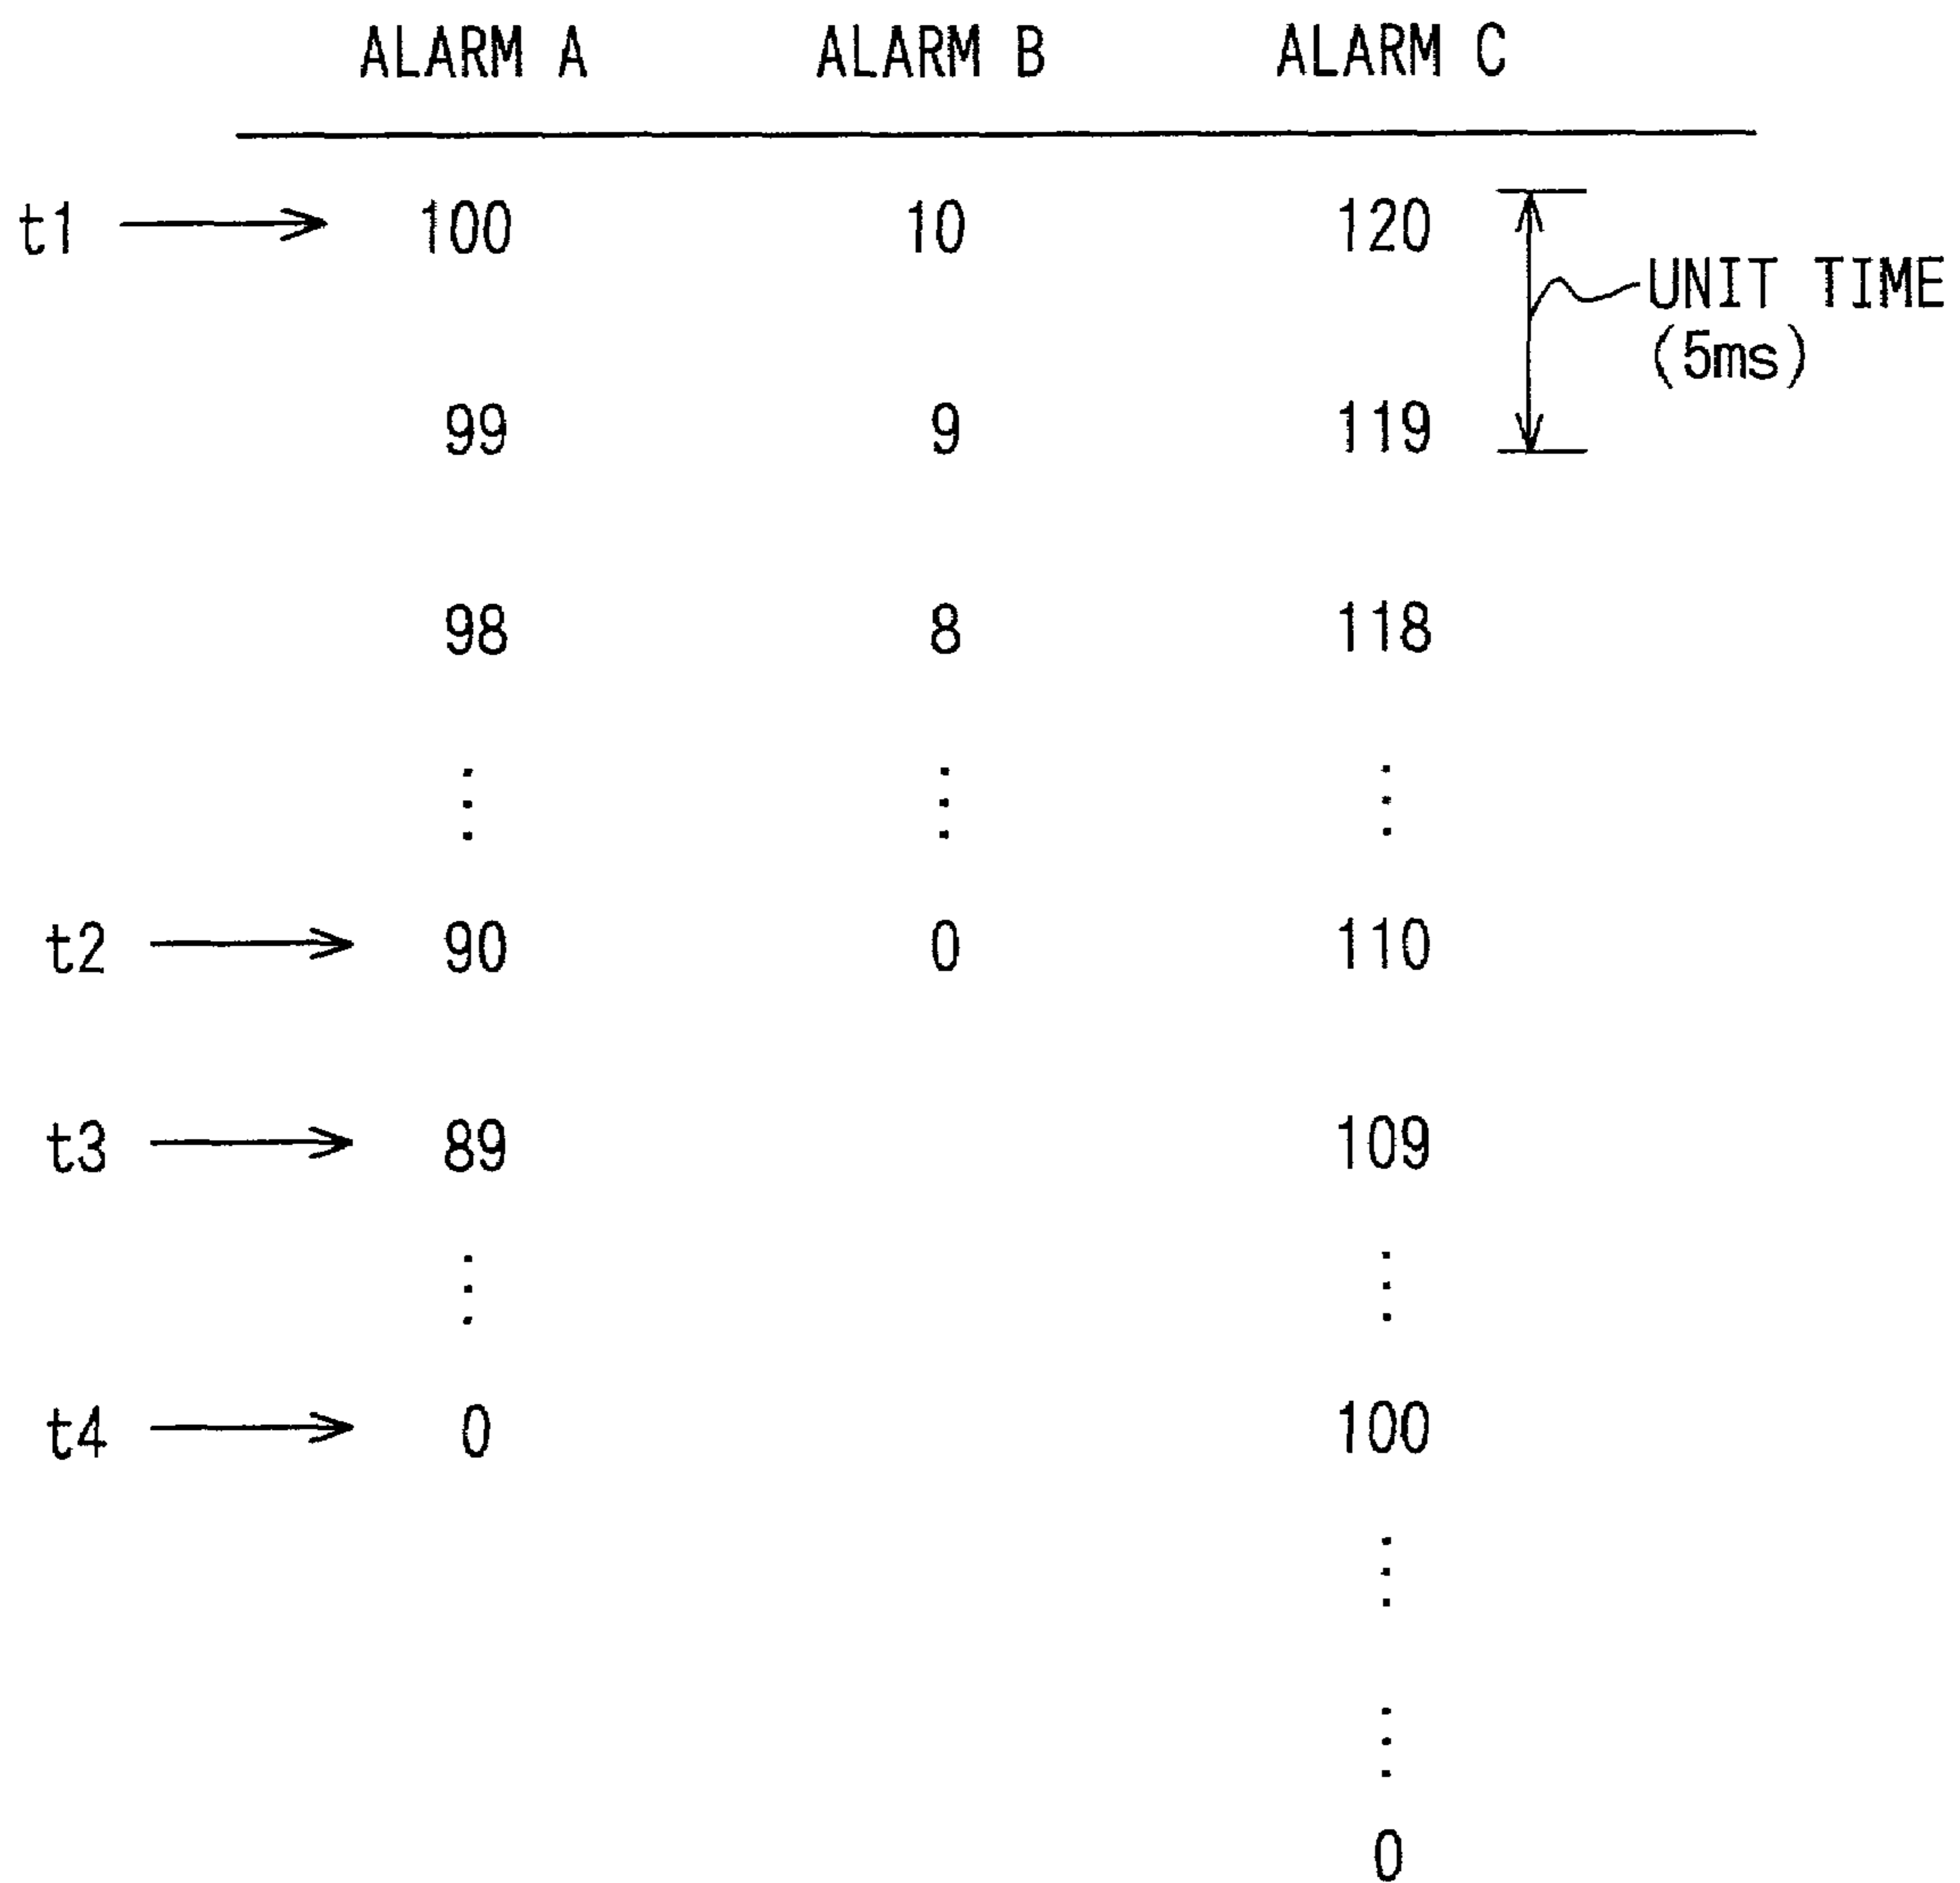 ALARM A ALARM B ALARM C
t1 100 10 120
UNIT TIME
(5ms)
99 9 119
98 8 118
t2 90 0 110
t3 89 109
t4 0 100
0